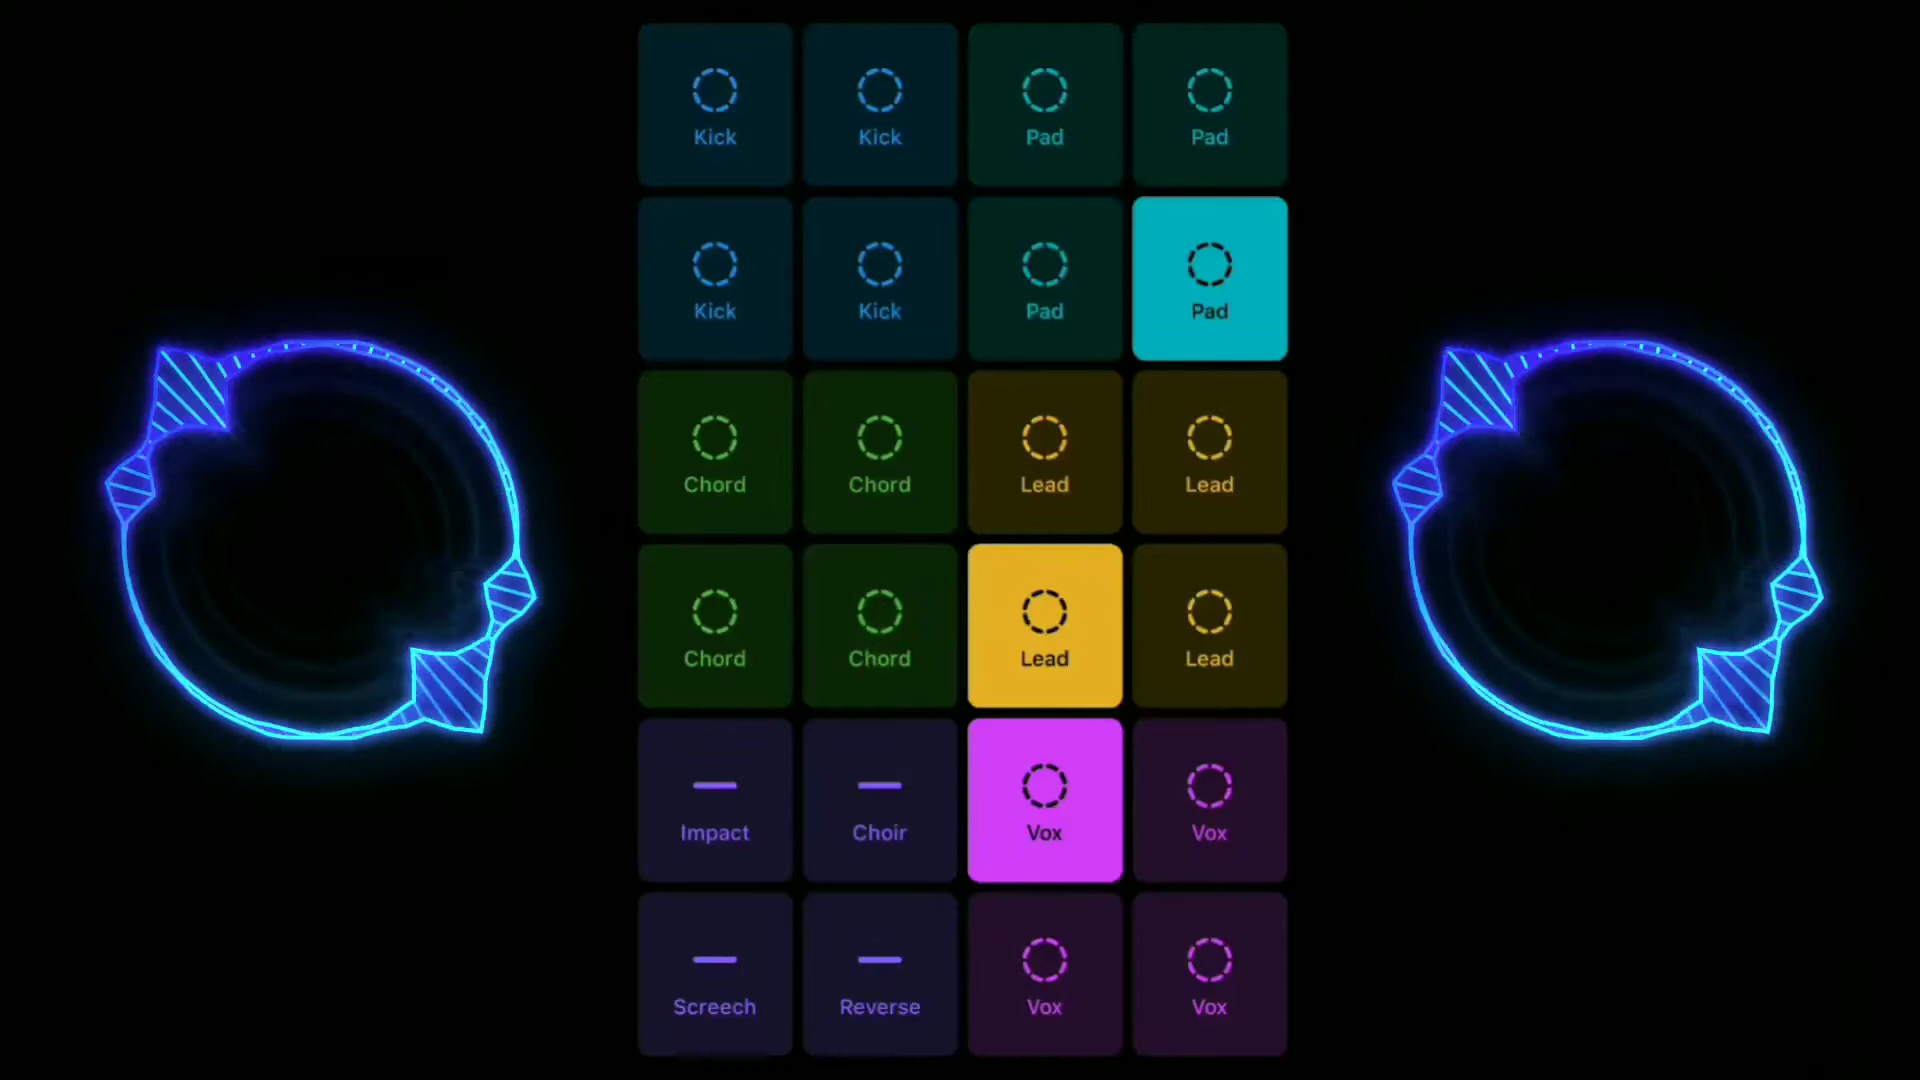 Kick Kick Pad Pad
Kick Kick Pad Pad
Chord Chord Lead Lead
Chord Chord Lead Lead
Impact Choir Vox Vox
Screech Reverse Vox Vox